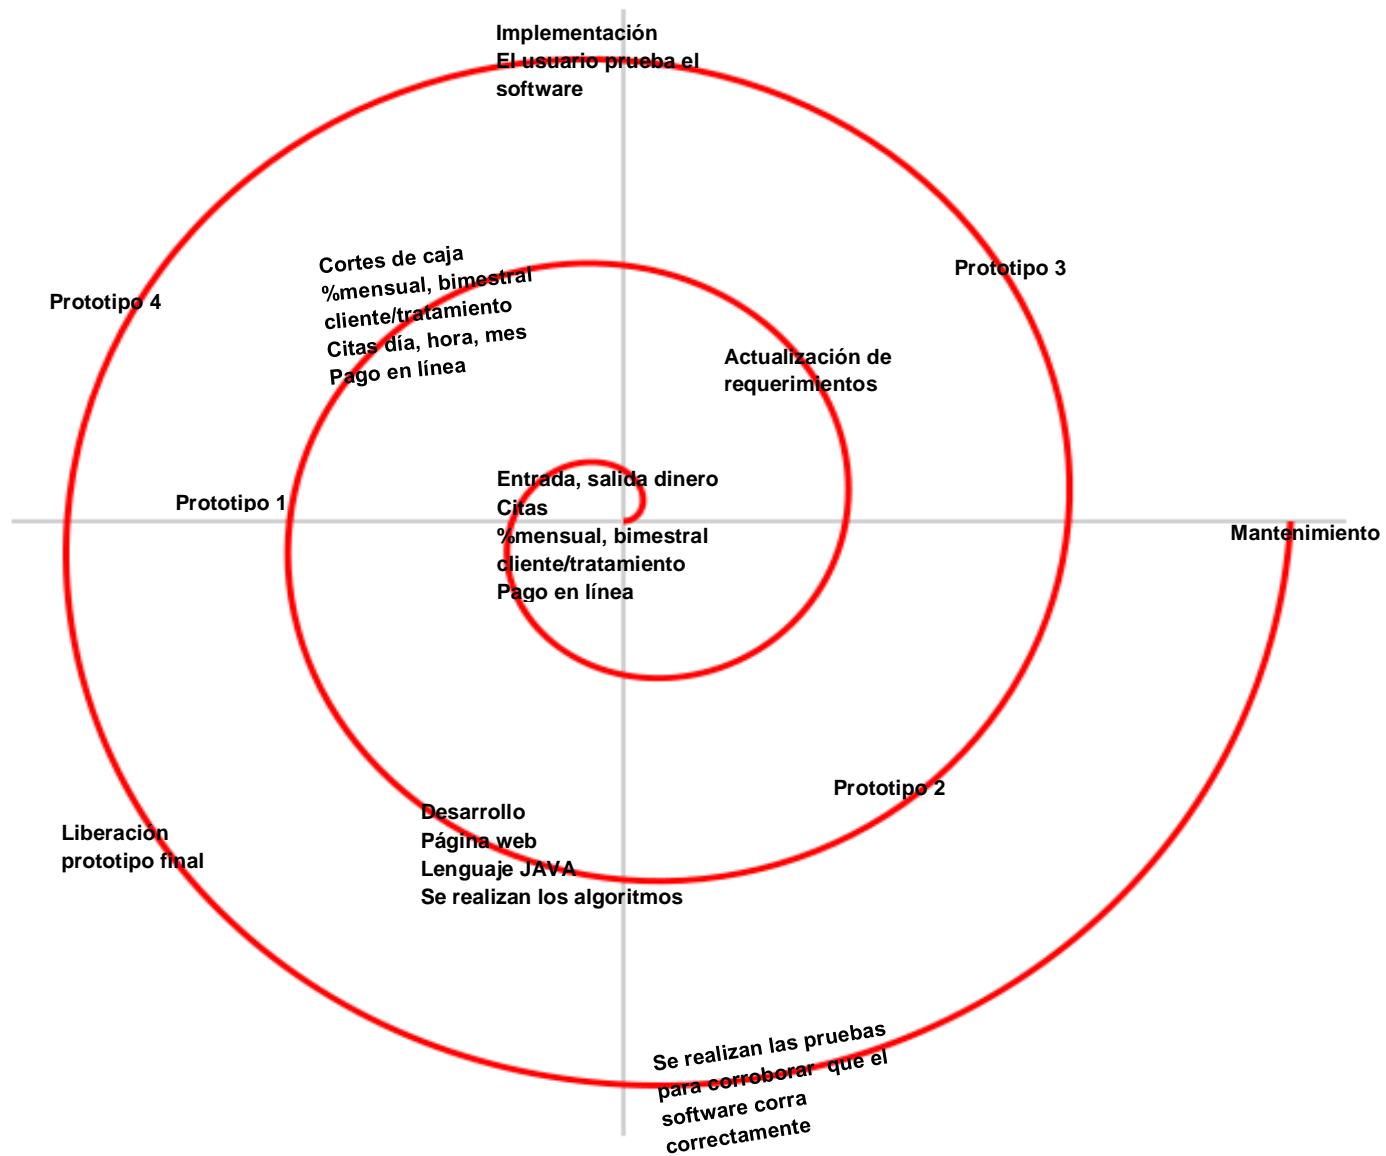 Implementación
El usuario prueba el
software
Cortes de caja
%mensual, bimestral
cliente/tratamiento
Citas día, hora, mes
Pago en línea
Prototipo 3
Prototipo 4
Actualización de
requerimientos
Entrada, salida dinero
Citas
%mensual, bimestral
cliente/tratamiento
Pago en línea
Prototipo 1
Mantenimiento
Prototipo 2
Desarrollo
Página web
Lenguaje JAVA
Se realizan los algoritmos
Liberación
prototipo final
Se realizan las pruebas
para corroborar  que el
software corra
correctamente